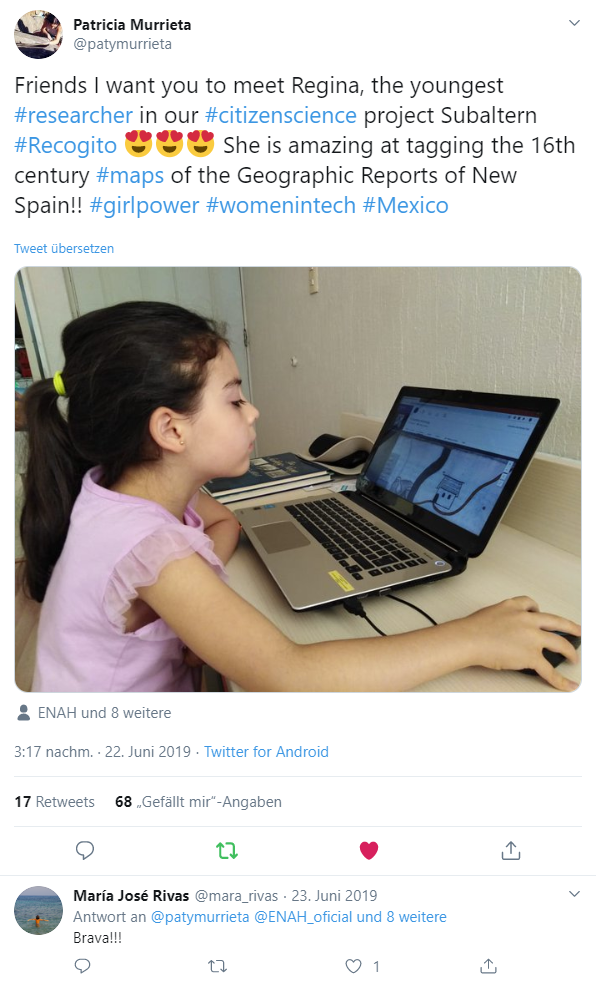 Patricia Murrieta
@patymurrieta
Friends I want you to meet Regina, the youngest
#researcher in our #citizenscience project Subaltern
#Recogito 😍😍😍 She is amazing at tagging the 16th
century #maps of the Geographic Reports of New
Spain!! #girlpower #womenintech #Mexico
Tweet übersetzen
ENAH und 8 weitere
3:17 nachm. · 22. Juni 2019 · Twitter for Android
17 Retweets 68 „Gefällt mir“-Angaben
María José Rivas @mara_rivas · 23. Juni 2019
Antwort an @patymurrieta @ENAH_oficial und 8 weitere
Brava!!!
1